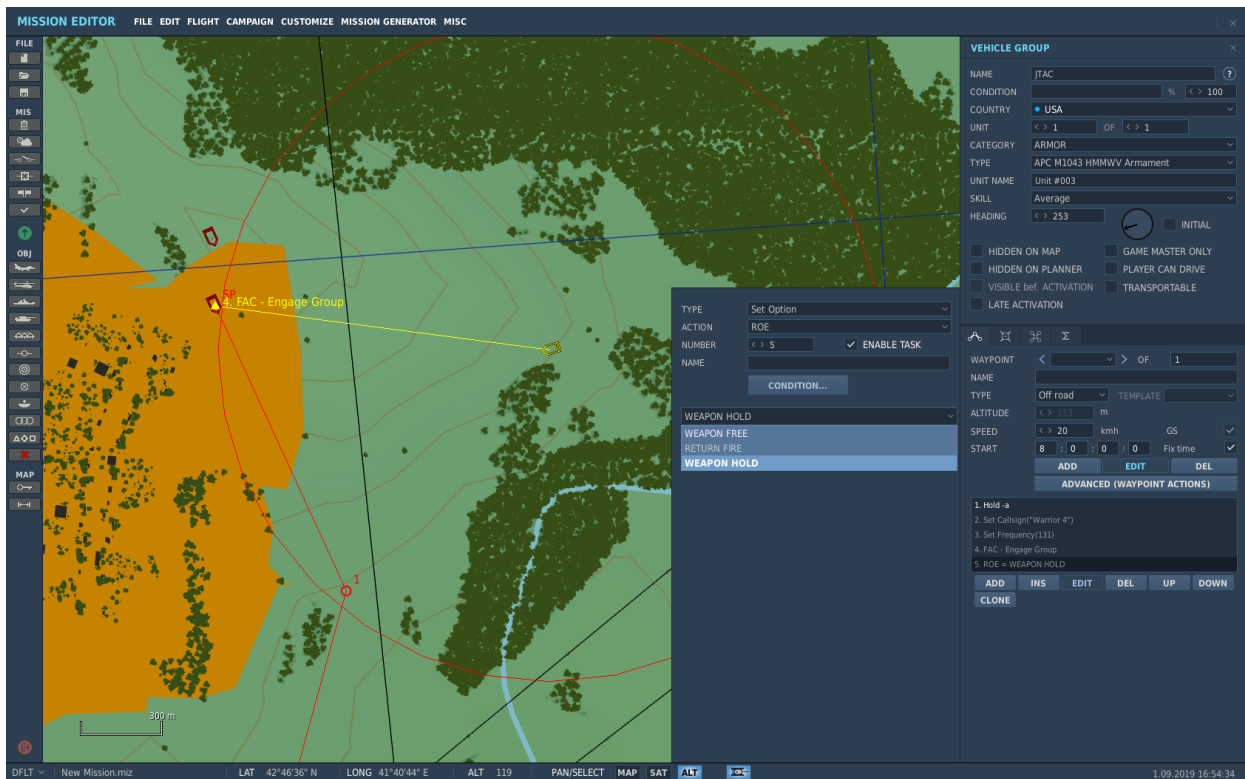 MISSION EDITOR FILE EDIT FLIGHT CAMPAIGN CUSTOMIZE MISSION GENERATOR MISC
FILE
MIS
OBJ
MAP
SP
4. FAC - Engage Group
1
300 m
TYPE Set Option
ACTION ROE
NUMBER < > 5 ENABLE TASK
NAME
CONDITION...
WEAPON HOLD
WEAPON FREE
RETURN FIRE
WEAPON HOLD
VEHICLE GROUP
NAME JTAC ?
CONDITION % < > 100
COUNTRY USA
UNIT < > 1 OF < > 1
CATEGORY ARMOR
TYPE APC M1043 HMMWV Armament
UNIT NAME Unit #003
SKILL Average
HEADING < > 253 INITIAL
HIDDEN ON MAP GAME MASTER ONLY
HIDDEN ON PLANNER PLAYER CAN DRIVE
VISIBLE bef. ACTIVATION TRANSPORTABLE
LATE ACTIVATION
WAYPOINT < > OF 1
NAME
TYPE Off road TEMPLATE
ALTITUDE < > 153 m
SPEED < > 20 kmh GS
START 8 : 0 : 0 / 0 Fix time
ADD EDIT DEL
ADVANCED (WAYPOINT ACTIONS)
1. Hold -a
2. Set Callsign("Warrior 4")
3. Set Frequency(131)
4. FAC - Engage Group
5. ROE = WEAPON HOLD
ADD INS EDIT DEL UP DOWN
CLONE
DFLT New Mission.miz LAT 42°46'36" N LONG 41°40'44" E ALT 119 PAN/SELECT MAP SAT ALT 1.09.2019 16:54:34